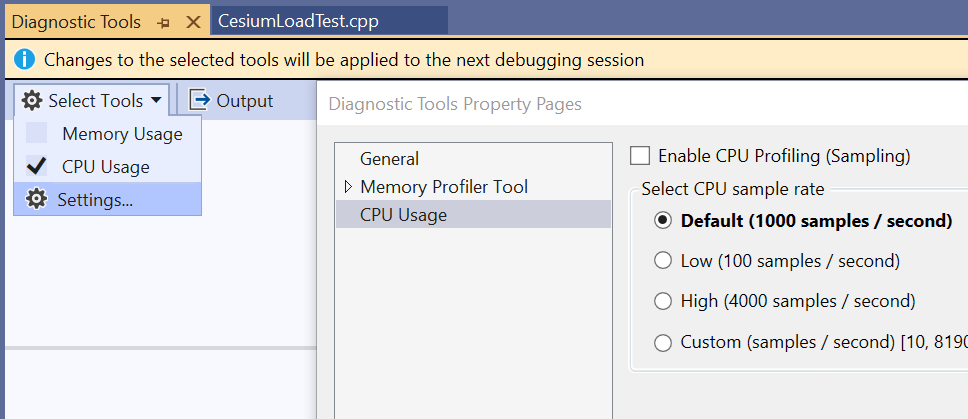 Diagnostic Tools
CesiumLoadTest.cpp
Changes to the selected tools will be applied to the next debugging session
Select Tools
Output
Memory Usage
CPU Usage
Settings...
Diagnostic Tools Property Pages
General
Memory Profiler Tool
CPU Usage
Enable CPU Profiling (Sampling)
Select CPU sample rate
Default (1000 samples / second)
Low (100 samples / second)
High (4000 samples / second)
Custom (samples / second) [10, 8190